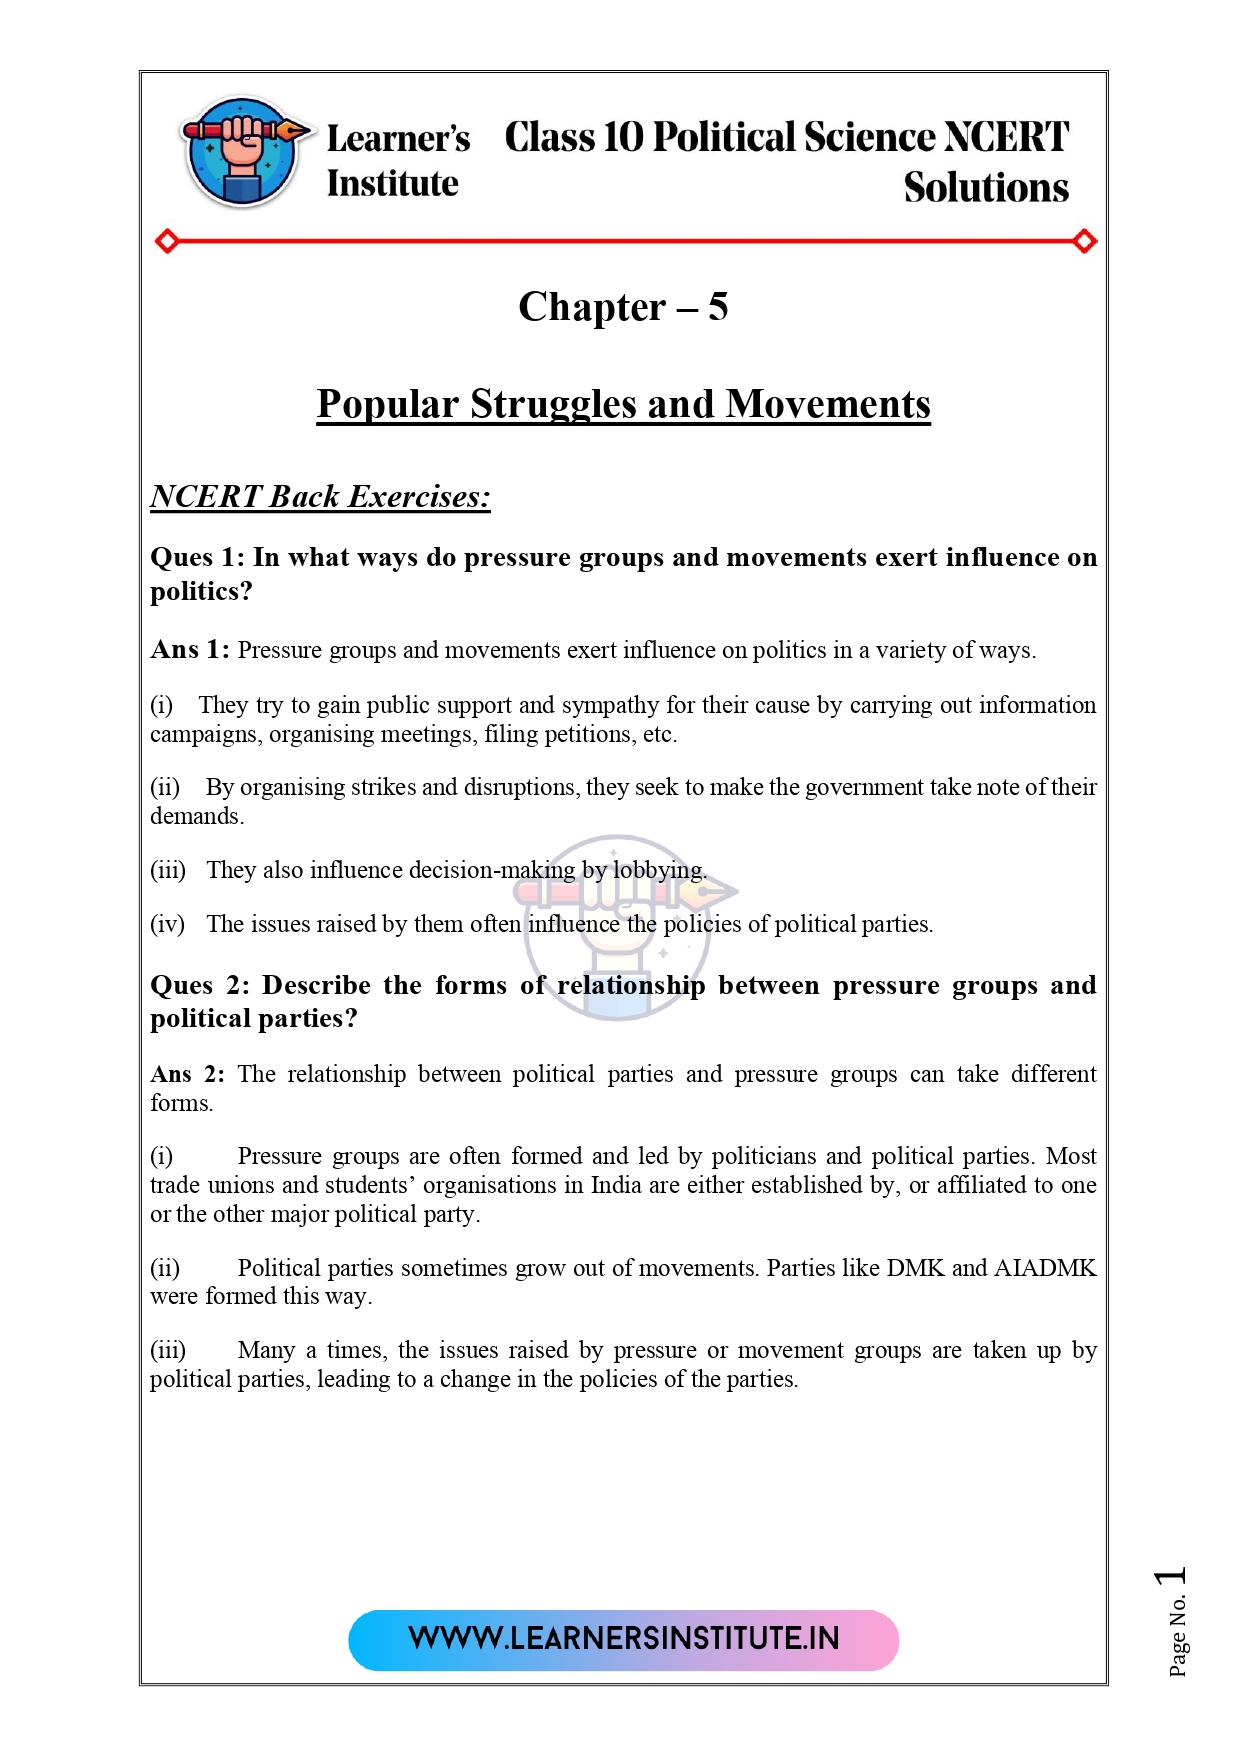 Learner's
Institute
Class 10 Political Science NCERT
Solutions
Chapter – 5
Popular Struggles and Movements
NCERT Back Exercises:
Ques 1: In what ways do pressure groups and movements exert influence on
politics?
Ans 1: Pressure groups and movements exert influence on politics in a variety of ways.
(i) They try to gain public support and sympathy for their cause by carrying out information
campaigns, organising meetings, filing petitions, etc.
(ii) By organising strikes and disruptions, they seek to make the government take note of their
demands.
(iii) They also influence decision-making by lobbying.
(iv) The issues raised by them often influence the policies of political parties.
Ques 2: Describe the forms of relationship between pressure groups and
political parties?
Ans 2: The relationship between political parties and pressure groups can take different
forms.
(i) Pressure groups are often formed and led by politicians and political parties. Most
trade unions and students’ organisations in India are either established by, or affiliated to one
or the other major political party.
(ii) Political parties sometimes grow out of movements. Parties like DMK and AIADMK
were formed this way.
(iii) Many a times, the issues raised by pressure or movement groups are taken up by
political parties, leading to a change in the policies of the parties.
WWW.LEARNERSINSTITUTE.IN
Page No. 1